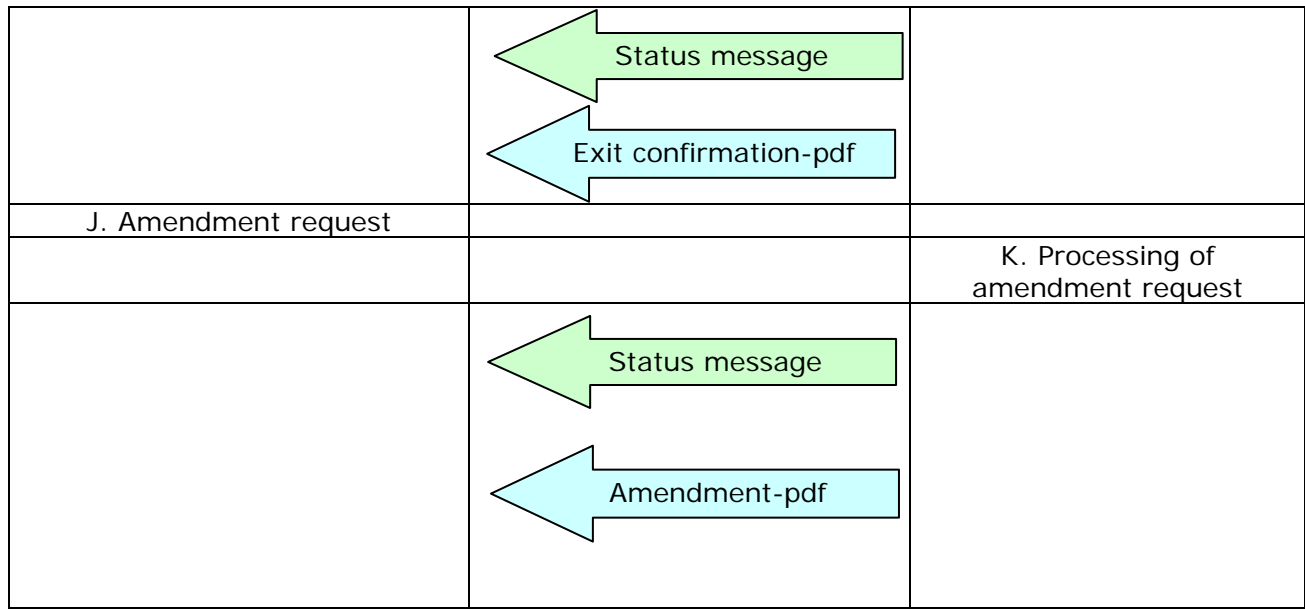 Status message
Exit confirmation-pdf
J. Amendment request
K. Processing of
amendment request
Status message
Amendment-pdf